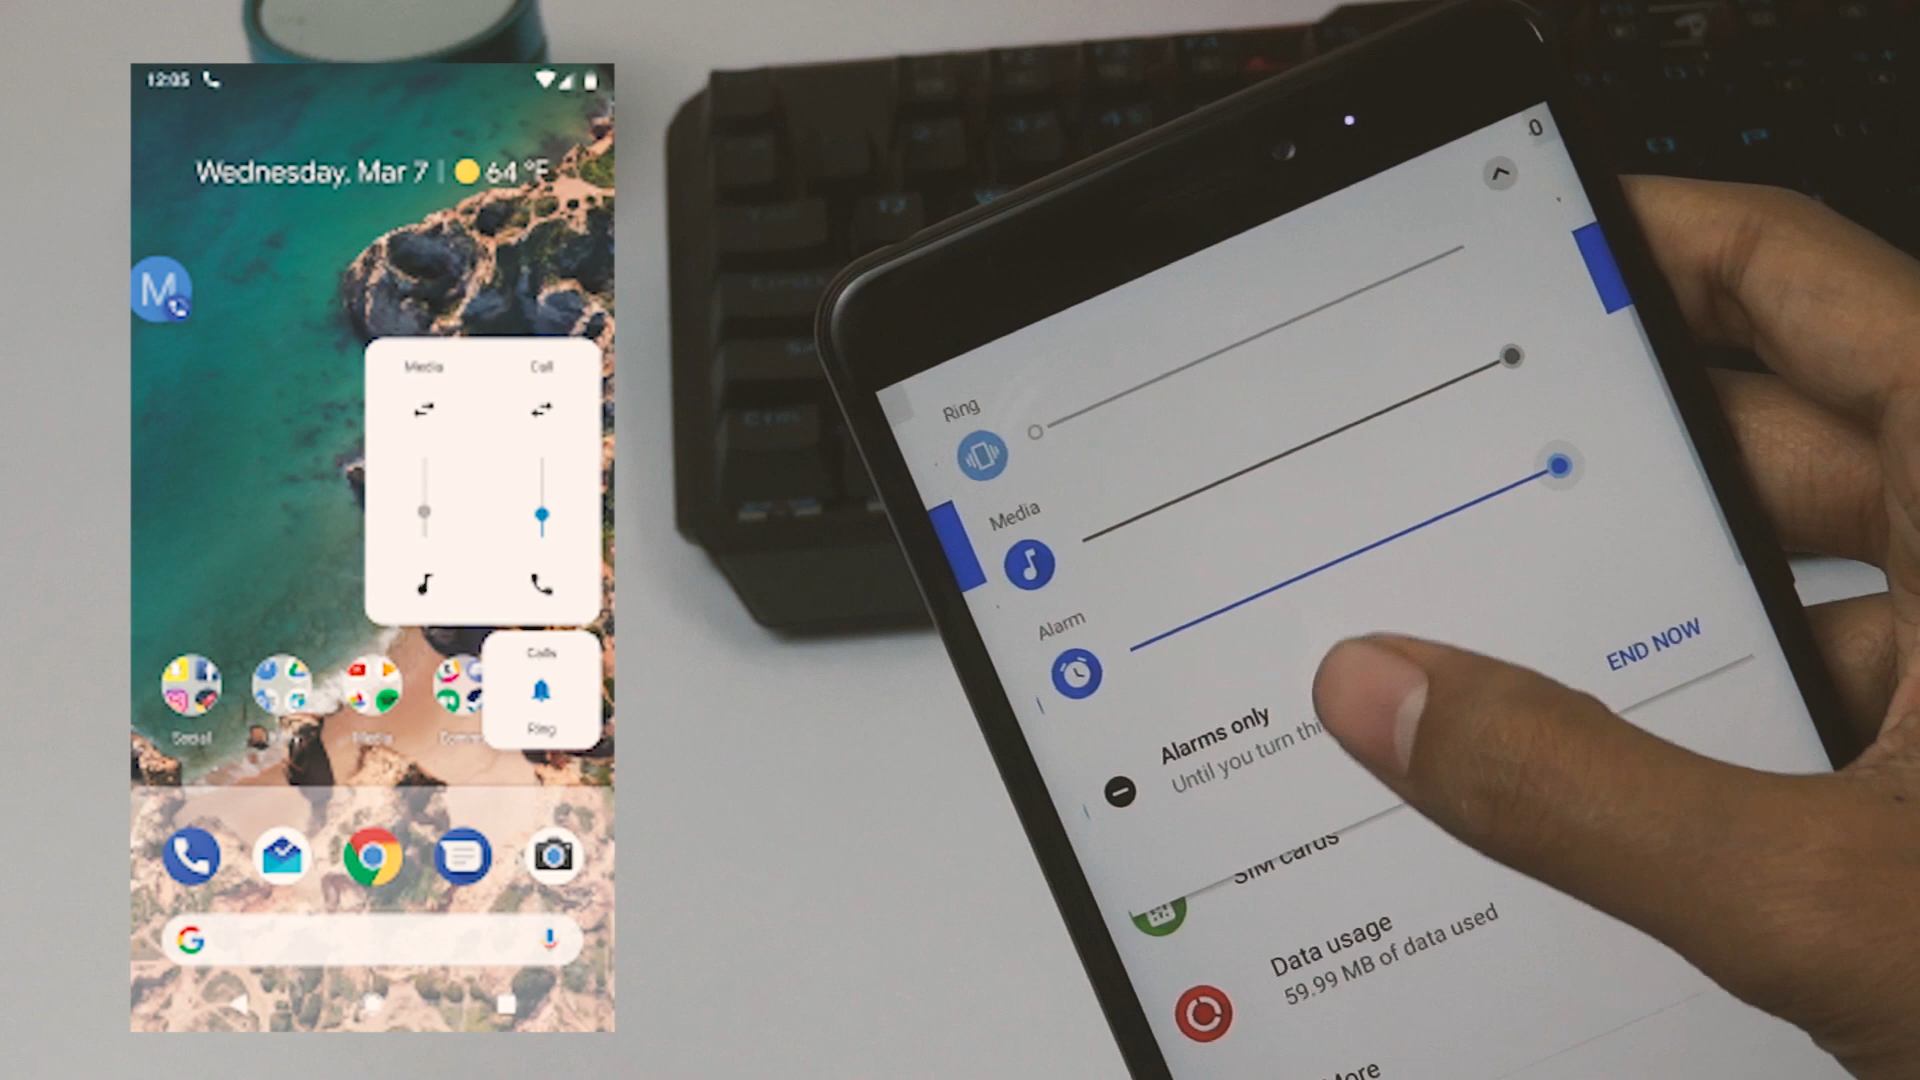 12:05
Wednesday, Mar 7 | 64 °F
M
Media Call
Calls
Ring
Social
Media
G
Ring
Media
Alarm
END NOW
Alarms only
Until you turn thi
SIM cards
Data usage
59.99 MB of data used
More